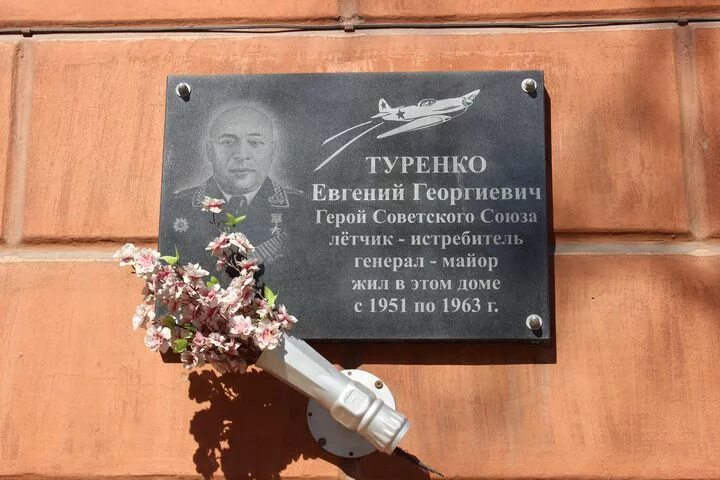 ТУРЕНКО
Евгений Георгиевич
Герой Советского Союза
лётчик - истребитель
генерал - майор
жил в этом доме
с 1951 по 1963 г.